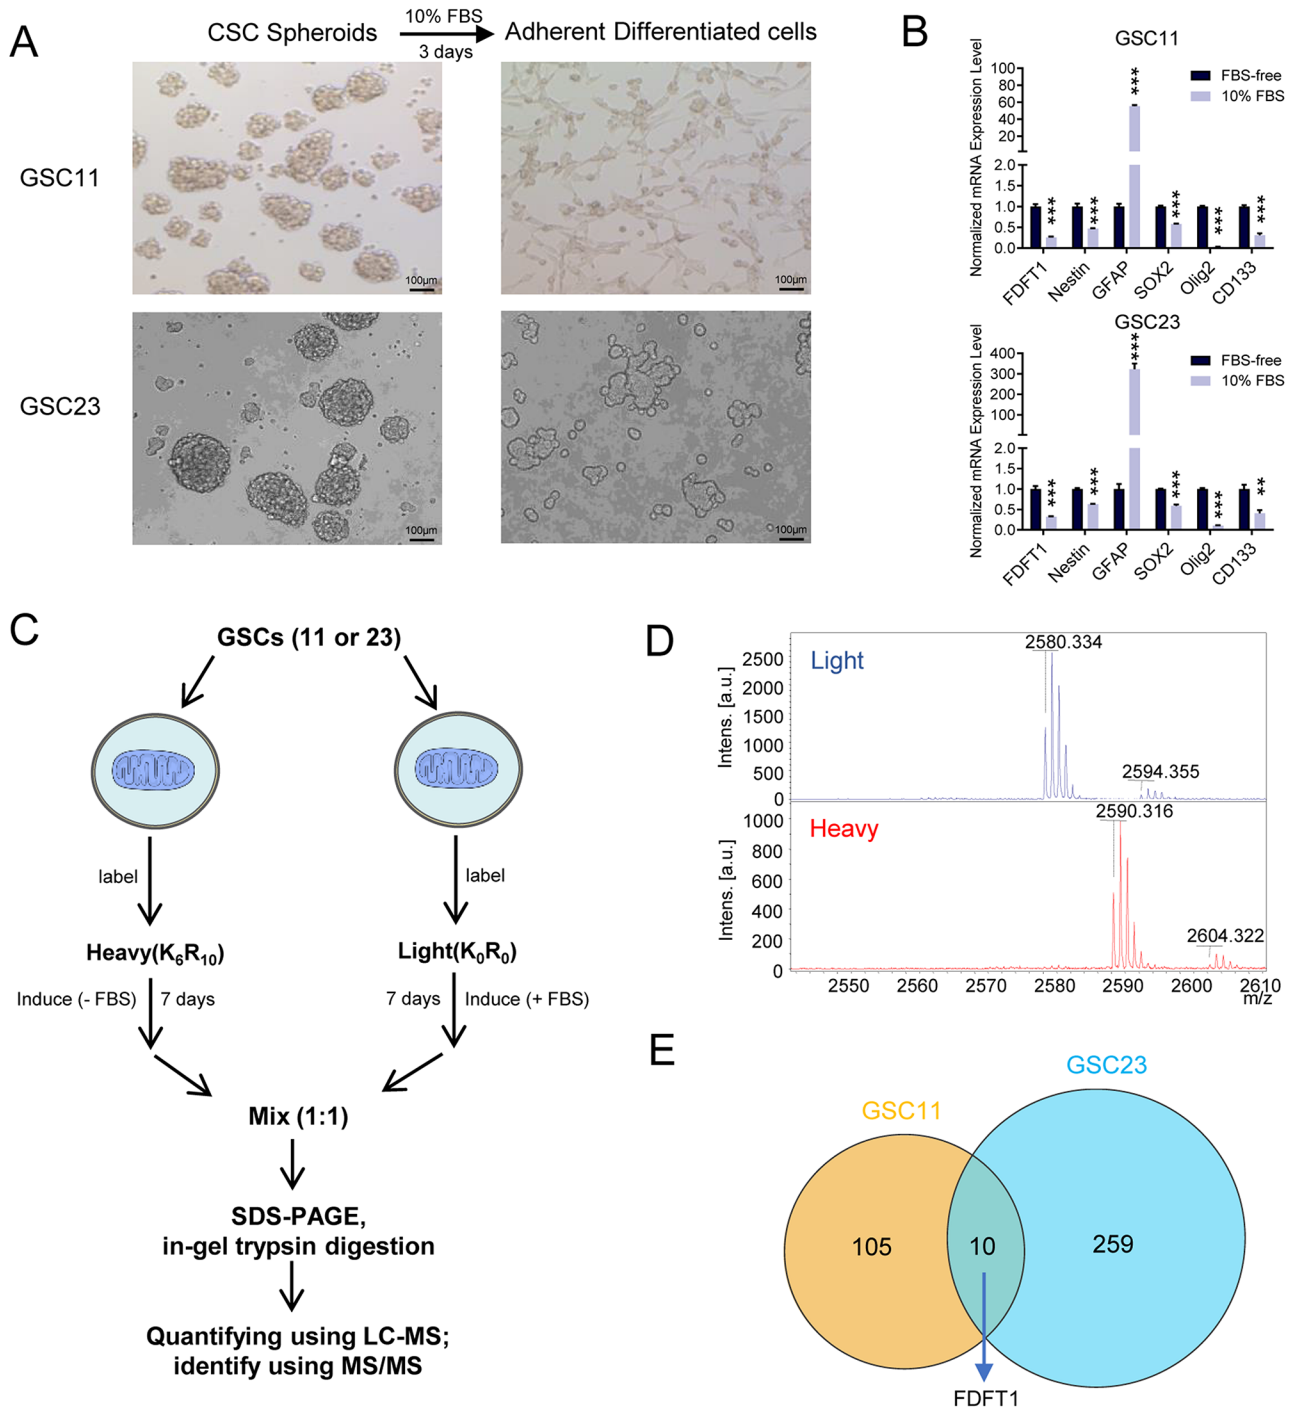 A
CSC Spheroids
10% FBS
3 days
Adherent Differentiated cells
GSC11
100μm
100μm
GSC23
100μm
100μm
B
GSC11
Normalized mRNA Expression Level
100
80
60
40
20
2.0
1.5
1.0
0.5
0.0
***
***
***
***
***
***
FBS-free
10% FBS
FDFT1
Nestin
GFAP
SOX2
Olig2
CD133
GSC23
Normalized mRNA Expression Level
400
300
200
100
2.0
1.5
1.0
0.5
0.0
***
***
***
***
***
**
FBS-free
10% FBS
FDFT1
Nestin
GFAP
SOX2
Olig2
CD133
C
GSCs (11 or 23)
label
label
Heavy(K6R10)
Light(K0R0)
Induce (- FBS) 7 days
7 days Induce (+ FBS)
Mix (1:1)
SDS-PAGE,
in-gel trypsin digestion
Quantifying using LC-MS;
identify using MS/MS
D
Light
Intens. [a.u.]
2500
2000
1500
1000
500
0
2580.334
2594.355
Heavy
Intens. [a.u.]
1000
800
600
400
200
0
2590.316
2604.322
2550 2560 2570 2580 2590 2600 2610
m/z
E
GSC11
GSC23
105
10
259
FDFT1